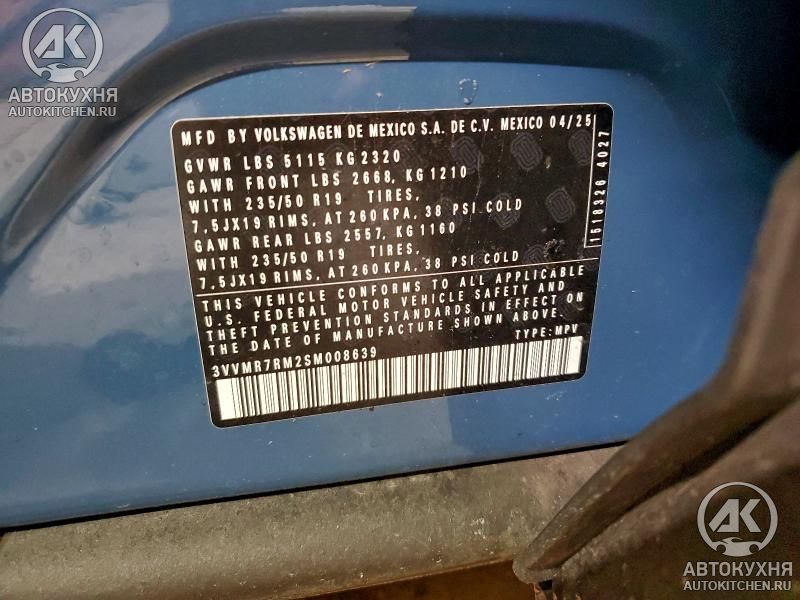 АК
АВТОКУХНЯ
AUTOKITCHEN.RU
MFD BY VOLKSWAGEN DE MEXICO S.A. DE C.V. MEXICO 04/25
GVWR LBS 5115 KG 2320
GAWR FRONT LBS 2668, KG 1210
WITH 235/50 R19 TIRES,
7,5JX19 RIMS, AT 260 KPA, 38 PSI COLD
GAWR REAR LBS 2557, KG 1160
WITH 235/50 R19 TIRES,
7,5JX19 RIMS, AT 260 KPA, 38 PSI COLD
1518326 4027
THIS VEHICLE CONFORMS TO ALL APPLICABLE
U.S. FEDERAL MOTOR VEHICLE SAFETY AND
THEFT PREVENTION STANDARDS IN EFFECT ON
THE DATE OF MANUFACTURE SHOWN ABOVE.
3VVMR7RM2SM008639 TYPE: MPV
АК
АВТОКУХНЯ
AUTOKITCHEN.RU